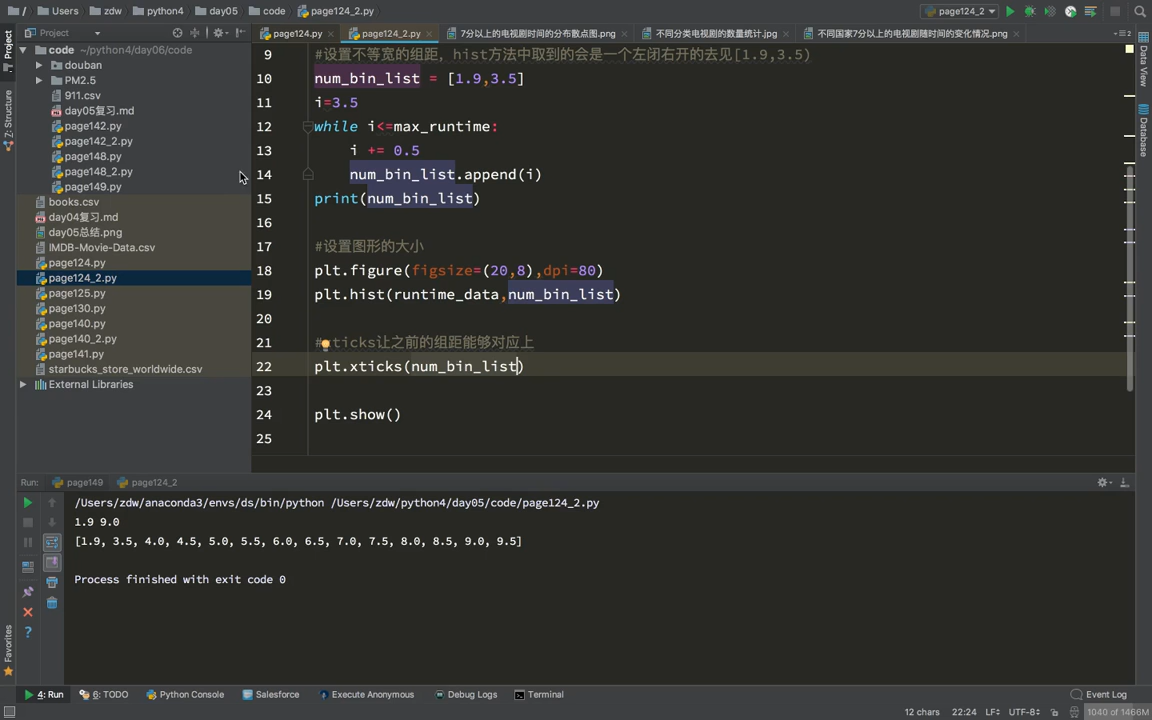 / Users zdw python4 day05 code page124_2.py page124_2
Project page124.py page124_2.py 7分以上的电视剧时间的分布散点图.png 不同分类电视剧的数量统计.jpg 不同国家7分以上的电视剧随时间的变化情况.png
code ~/python4/day06/code
douban
PM2.5
911.csv
day05复习.md
page142.py
page142_2.py
page148.py
page148_2.py
page149.py
books.csv
day04复习.md
day05总结.png
IMDB-Movie-Data.csv
page124.py
page124_2.py
page125.py
page130.py
page140.py
page140_2.py
page141.py
starbucks_store_worldwide.csv
External Libraries
Project
Z: Structure
Favorites
Data View
Database
9 #设置不等宽的组距，hist方法中取到的会是一个左闭右开的去见[1.9,3.5)
10 num_bin_list = [1.9,3.5]
11 i=3.5
12 while i<=max_runtime:
13 i += 0.5
14 num_bin_list.append(i)
15 print(num_bin_list)
16
17 #设置图形的大小
18 plt.figure(figsize=(20,8),dpi=80)
19 plt.hist(runtime_data,num_bin_list)
20
21 #xticks让之前的组距能够对应上
22 plt.xticks(num_bin_list)
23
24 plt.show()
25
Run: page149 page124_2
/Users/zdw/anaconda3/envs/ds/bin/python /Users/zdw/python4/day05/code/page124_2.py
1.9 9.0
[1.9, 3.5, 4.0, 4.5, 5.0, 5.5, 6.0, 6.5, 7.0, 7.5, 8.0, 8.5, 9.0, 9.5]
Process finished with exit code 0
4: Run 6: TODO Python Console Salesforce Execute Anonymous Debug Logs Terminal Event Log
12 chars 22:24 LF÷ UTF-8÷ 1040 of 1466M